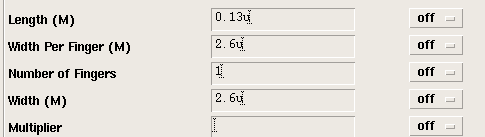 Length (M) 0.13u off
Width Per Finger (M) 2.6u off
Number of Fingers 1 off
Width (M) 2.6u off
Multiplier off